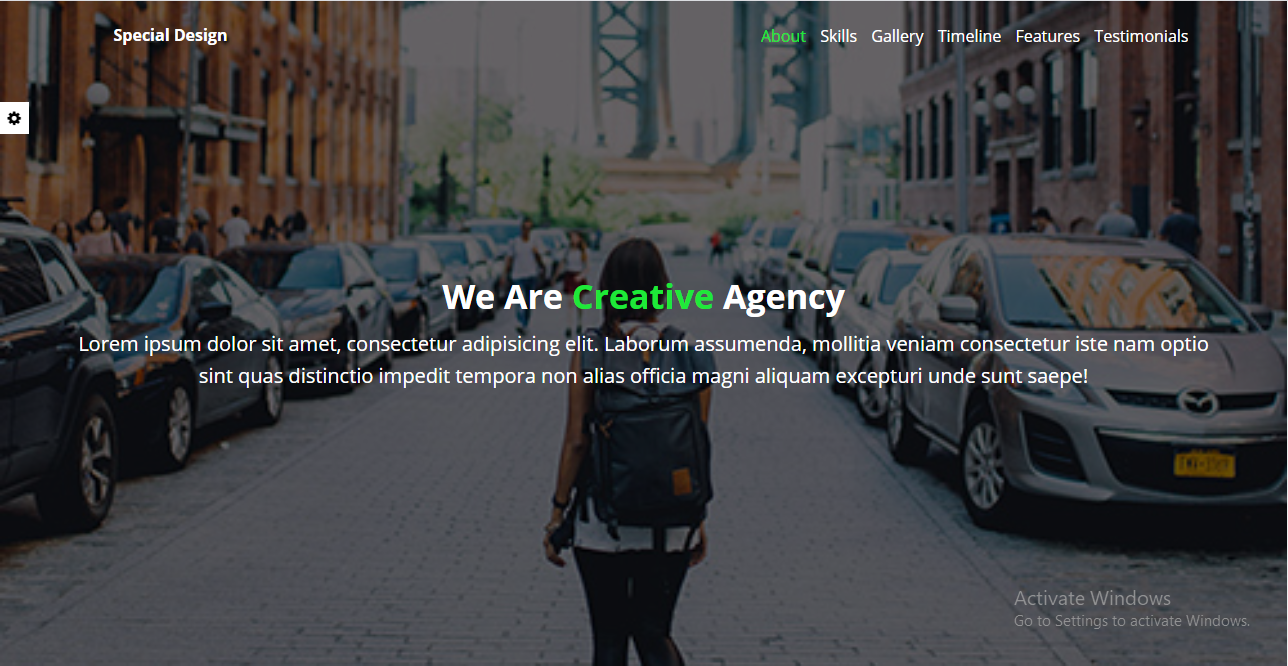 Special Design
About Skills Gallery Timeline Features Testimonials
We Are Creative Agency
Lorem ipsum dolor sit amet, consectetur adipisicing elit. Laborum assumenda, mollitia veniam consectetur iste nam optio
sint quas distinctio impedit tempora non alias officia magni aliquam excepturi unde sunt saepe!
Activate Windows
Go to Settings to activate Windows.